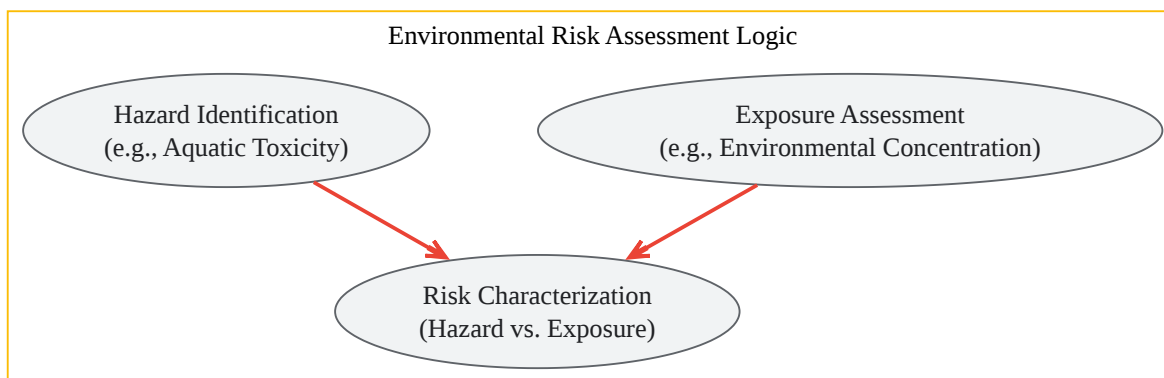 Environmental Risk Assessment Logic
Hazard Identification
(e.g., Aquatic Toxicity)
Exposure Assessment
(e.g., Environmental Concentration)
Risk Characterization
(Hazard vs. Exposure)